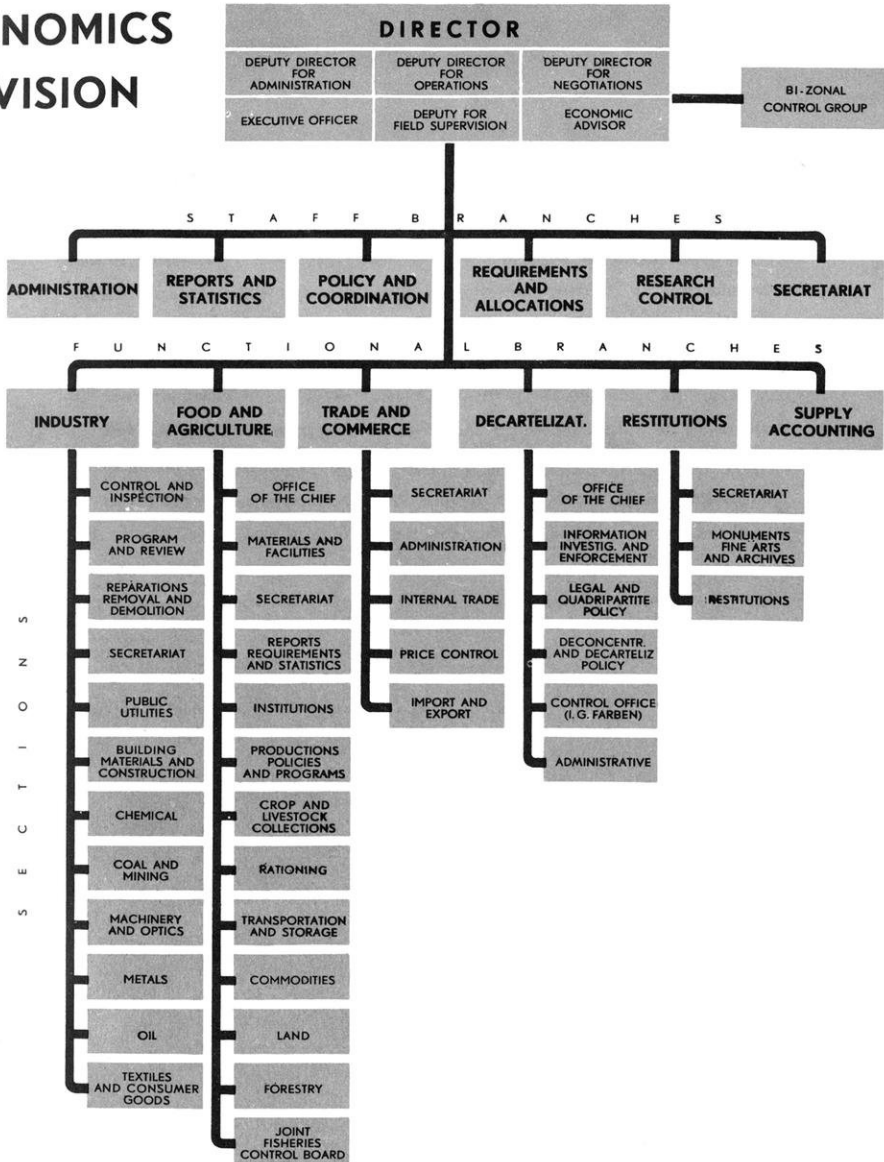 NOMICS
VISION
DIRECTOR
DEPUTY DIRECTOR
FOR
ADMINISTRATION
DEPUTY DIRECTOR
FOR
OPERATIONS
DEPUTY DIRECTOR
FOR
NEGOTIATIONS
EXECUTIVE OFFICER
DEPUTY FOR
FIELD SUPERVISION
ECONOMIC
ADVISOR
BI-ZONAL
CONTROL GROUP
STAFF BRANCHES
ADMINISTRATION
REPORTS AND
STATISTICS
POLICY AND
COORDINATION
REQUIREMENTS
AND
ALLOCATIONS
RESEARCH
CONTROL
SECRETARIAT
FUNCTIONAL BRANCHES
INDUSTRY
FOOD AND
AGRICULTURE
TRADE AND
COMMERCE
DECARTELIZAT.
RESTITUTIONS
SUPPLY
ACCOUNTING
SECTIONS
CONTROL AND
INSPECTION
PROGRAM
AND REVIEW
REPARATIONS
REMOVAL AND
DEMOLITION
SECRETARIAT
PUBLIC
UTILITIES
BUILDING
MATERIALS AND
CONSTRUCTION
CHEMICAL
COAL AND
MINING
MACHINERY
AND OPTICS
METALS
OIL
TEXTILES
AND CONSUMER
GOODS
OFFICE
OF THE CHIEF
MATERIALS AND
FACILITIES
SECRETARIAT
REPORTS
REQUIREMENTS
AND STATISTICS
INSTITUTIONS
PRODUCTIONS
POLICIES
AND PROGRAMS
CROP AND
LIVESTOCK
COLLECTIONS
RATIONING
TRANSPORTATION
AND STORAGE
COMMODITIES
LAND
FORESTRY
JOINT
FISHERIES
CONTROL BOARD
SECRETARIAT
ADMINISTRATION
INTERNAL TRADE
PRICE CONTROL
IMPORT AND
EXPORT
OFFICE
OF THE CHIEF
INFORMATION
INVESTIG. AND
ENFORCEMENT
LEGAL AND
QUADRIPARTITE
POLICY
DECONCENTR.
AND DECARTELIZ
POLICY
CONTROL OFFICE
(I. G. FARBEN)
ADMINISTRATIVE
SECRETARIAT
MONUMENTS
FINE ARTS
AND ARCHIVES
RESTITUTIONS